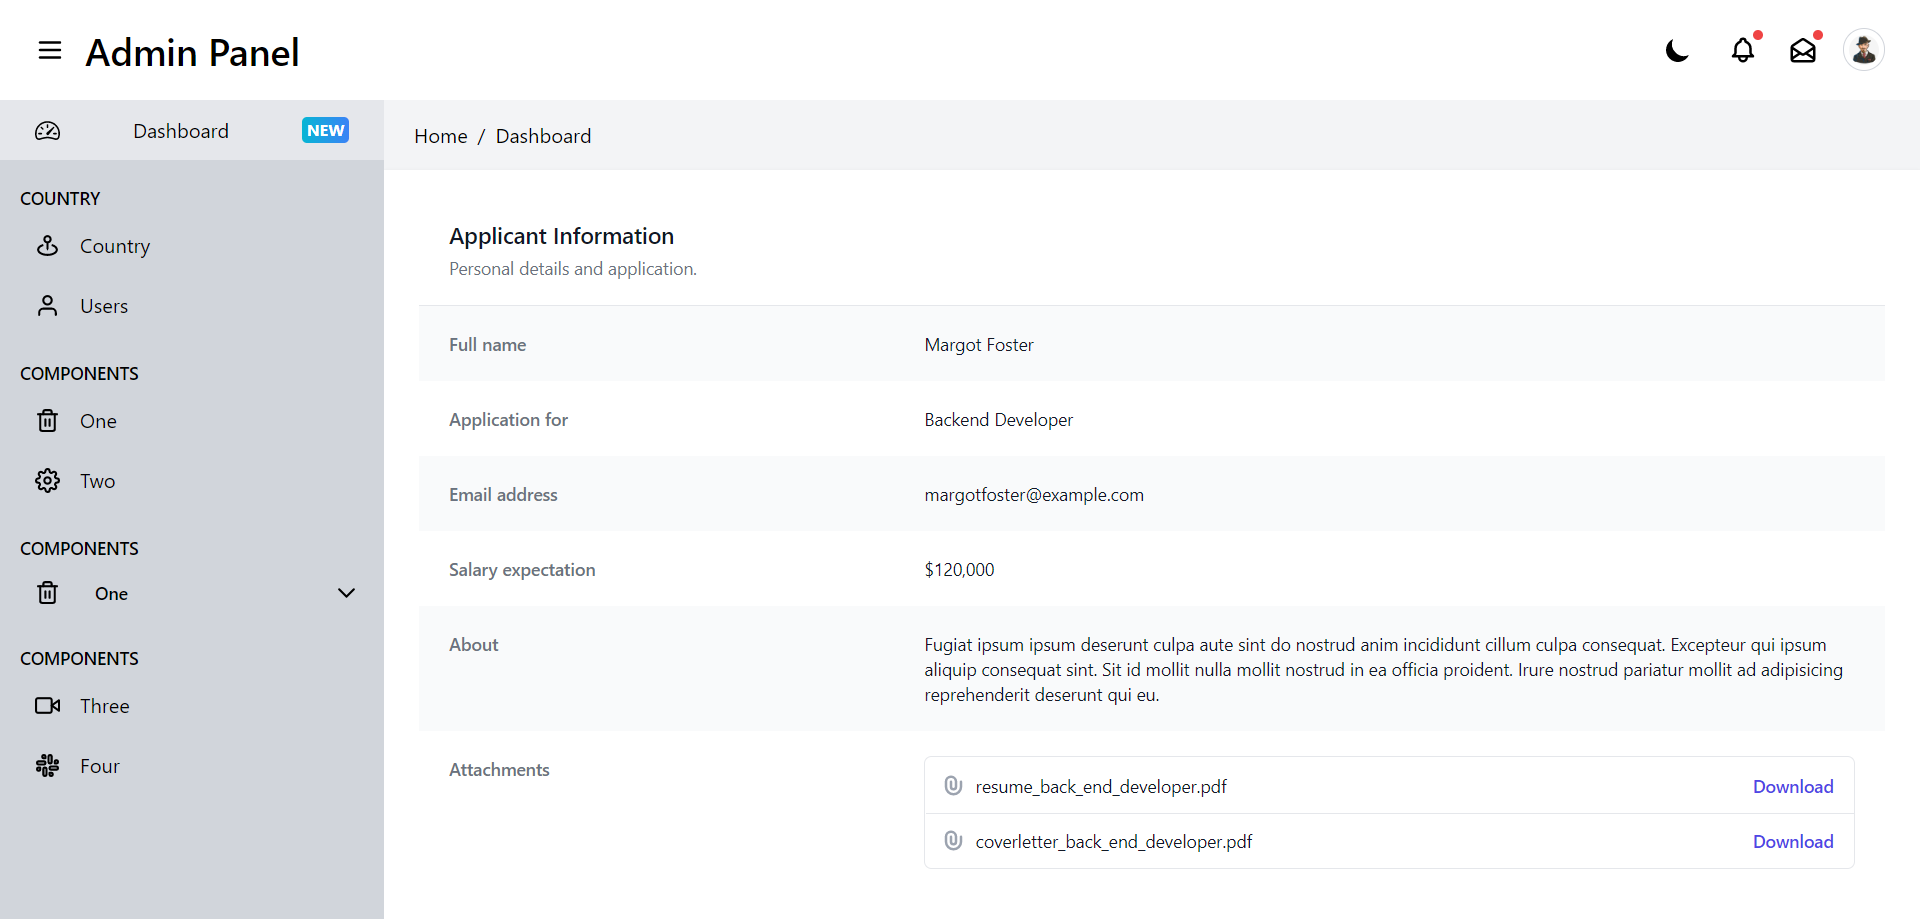 Admin Panel
Dashboard NEW
COUNTRY
Country
Users
COMPONENTS
One
Two
COMPONENTS
One
COMPONENTS
Three
Four
Home / Dashboard
Applicant Information
Personal details and application.
Full name Margot Foster
Application for Backend Developer
Email address margotfoster@example.com
Salary expectation $120,000
About Fugiat ipsum ipsum deserunt culpa aute sint do nostrud anim incididunt cillum culpa consequat. Excepteur qui ipsum
aliquip consequat sint. Sit id mollit nulla mollit nostrud in ea officia proident. Irure nostrud pariatur mollit ad adipisicing
reprehenderit deserunt qui eu.
Attachments
resume_back_end_developer.pdf Download
coverletter_back_end_developer.pdf Download